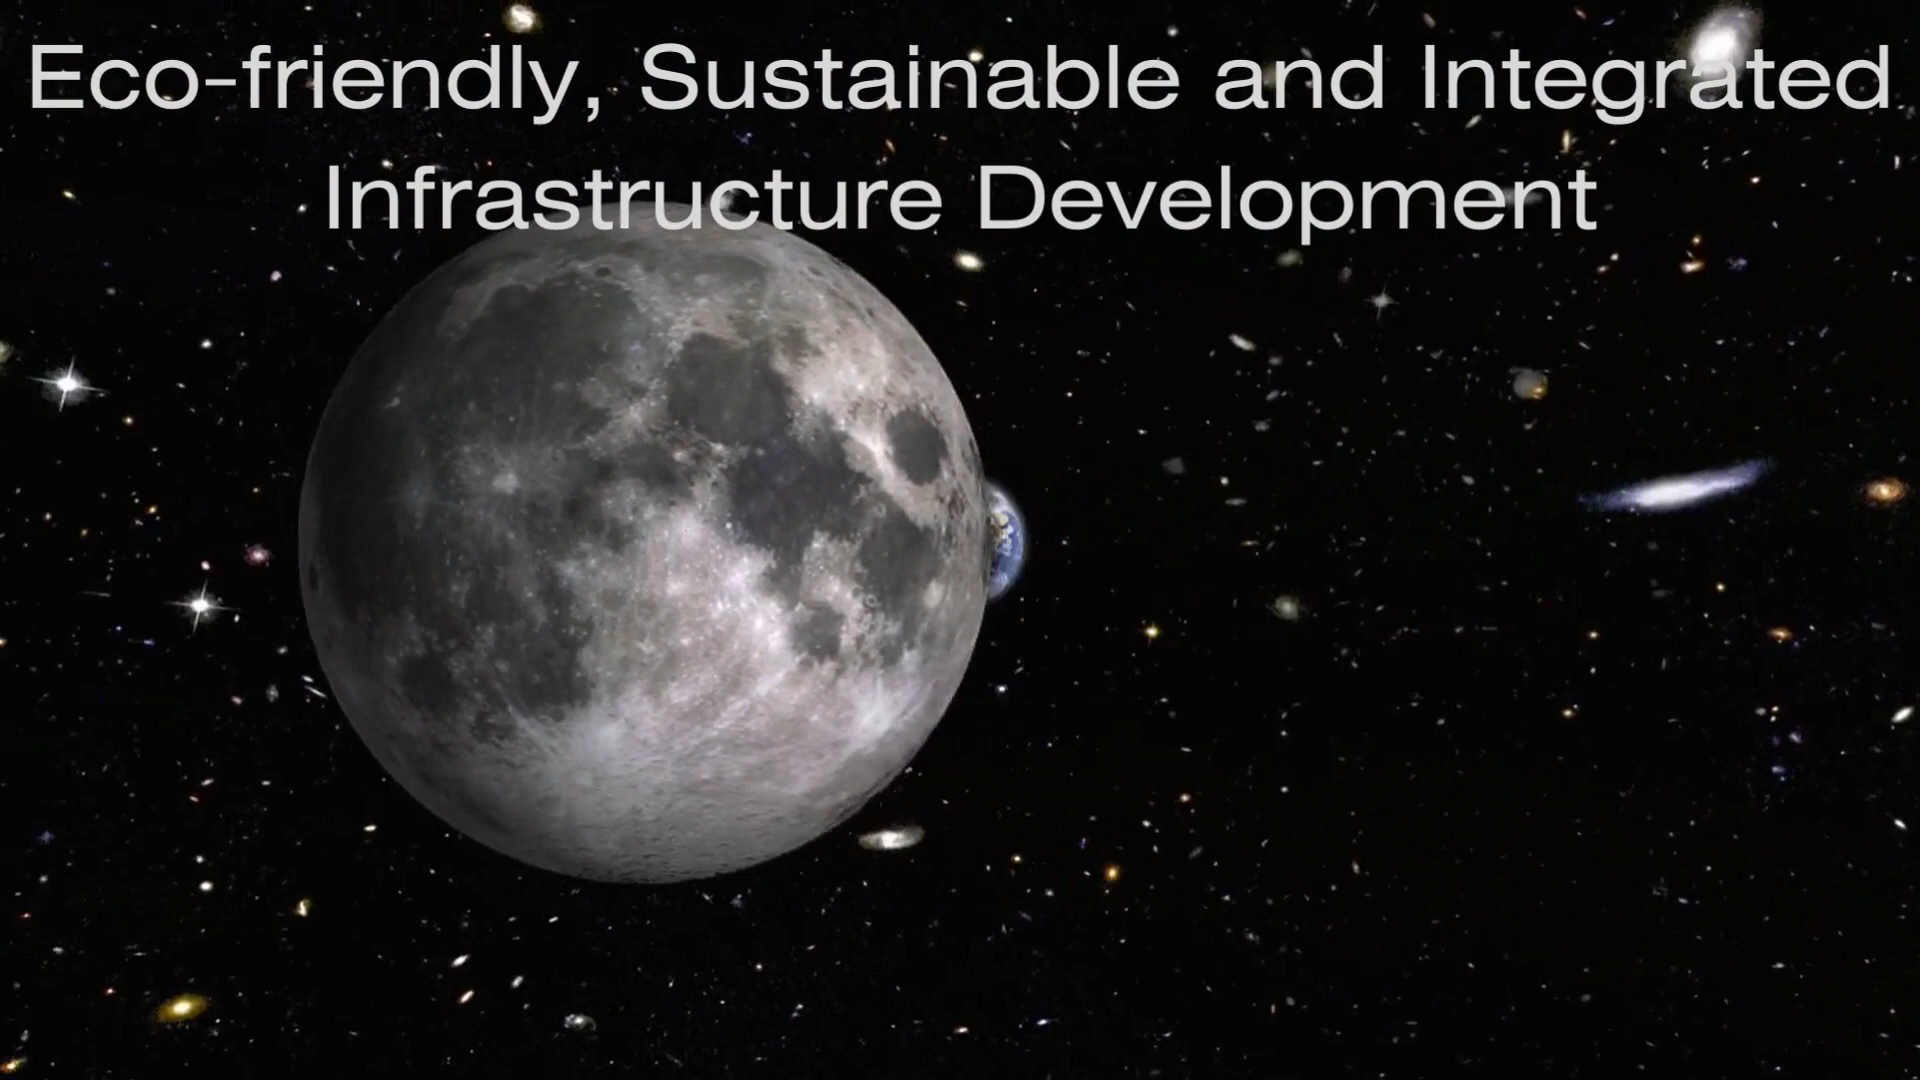 Eco-friendly, Sustainable and Integrated
Infrastructure Development